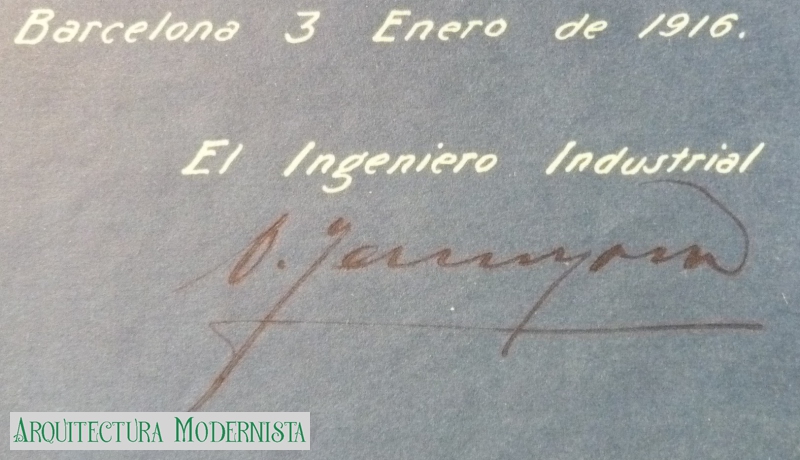 Barcelona 3 Enero de 1916.
El Ingeniero Industrial
ARQUITECTURA MODERNISTA